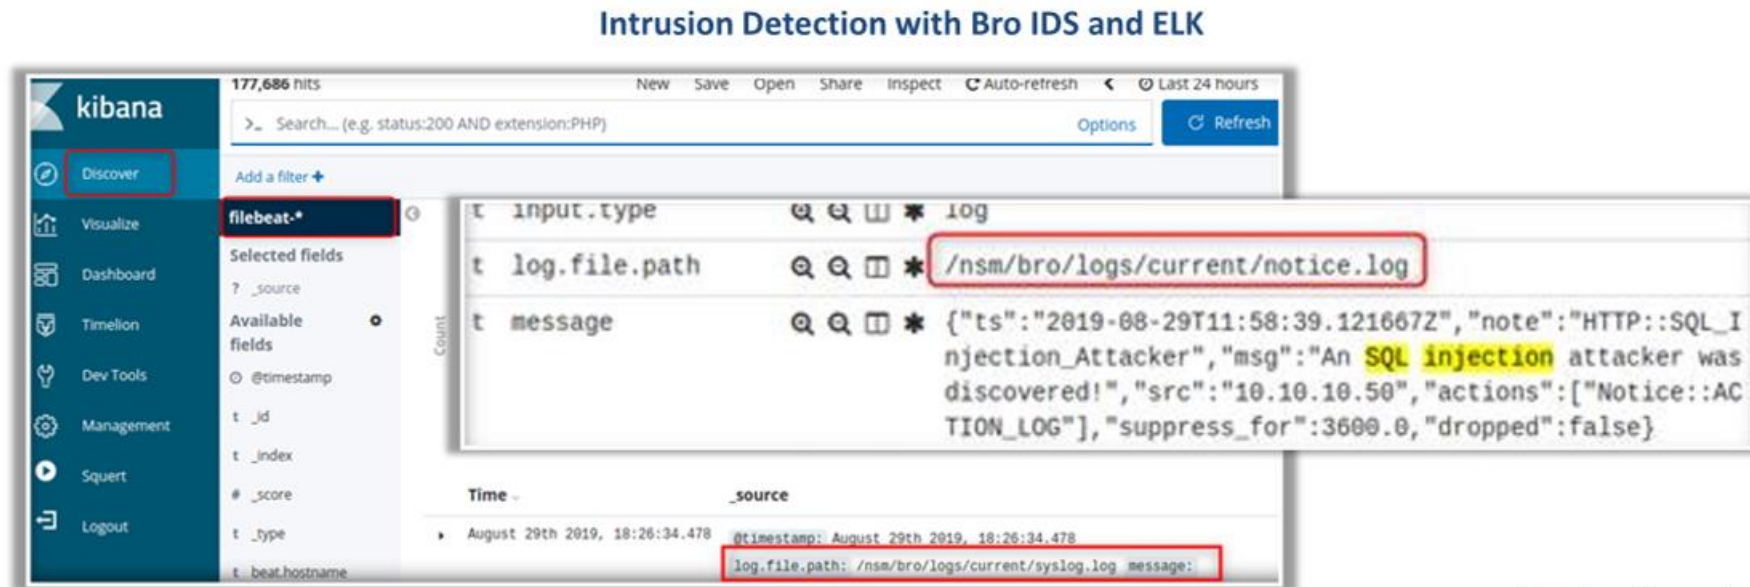 Intrusion Detection with Bro IDS and ELK
kibana
Discover
Visualize
Dashboard
Timelion
Dev Tools
Management
Squert
Logout
177,686 hits
New Save Open Share Inspect C Auto-refresh < Last 24 hours
>_ Search... (e.g. status:200 AND extension:PHP) Options Refresh
Add a filter +
filebeat-*
Selected fields
? _source
Available fields
@timestamp
t _id
t _index
# _score
t _type
t beat.hostname
Count
t input.type log
t log.file.path * /nsm/bro/logs/current/notice.log
t message * {"ts":"2019-08-29T11:58:39.121667Z","note":"HTTP::SQL_I
njection_Attacker","msg":"An SQL injection attacker was
discovered!","src":"10.10.10.50","actions":["Notice::AC
TION_LOG"],"suppress_for":3600.0,"dropped":false}
Time _source
August 29th 2019, 18:26:34.478 @timestamp: August 29th 2019, 18:26:34.478
log.file.path: /nsm/bro/logs/current/syslog.log message: